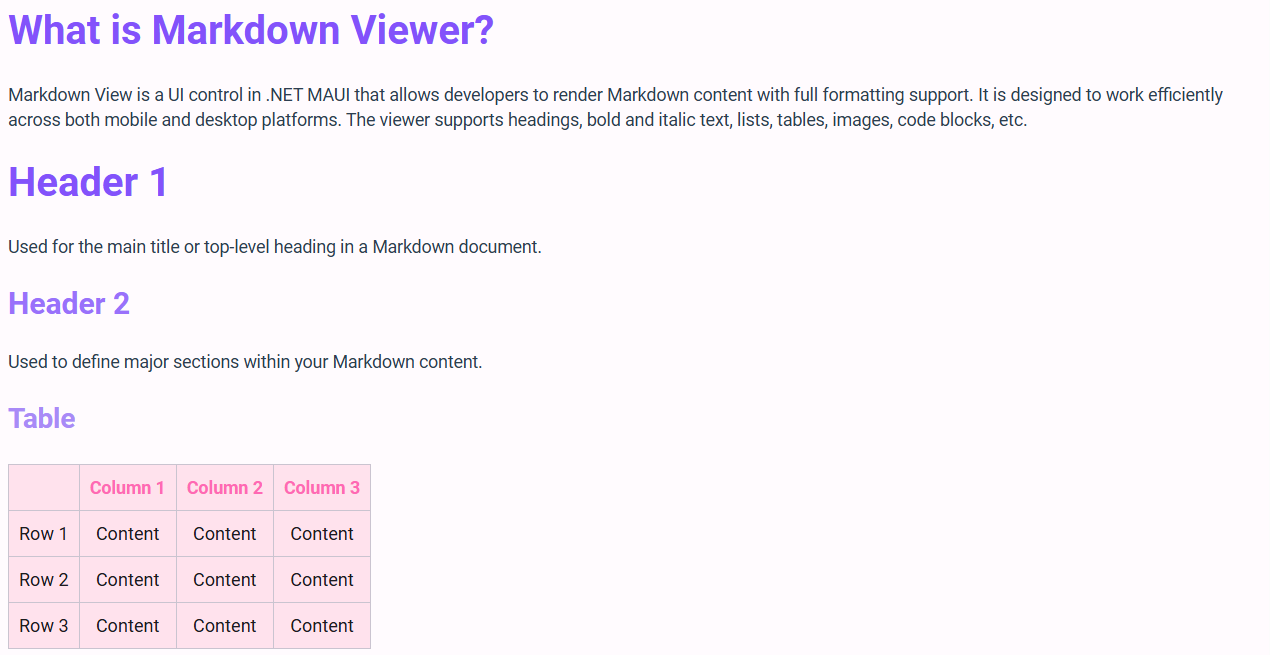 What is Markdown Viewer?
Markdown View is a UI control in .NET MAUI that allows developers to render Markdown content with full formatting support. It is designed to work efficiently
across both mobile and desktop platforms. The viewer supports headings, bold and italic text, lists, tables, images, code blocks, etc.
Header 1
Used for the main title or top-level heading in a Markdown document.
Header 2
Used to define major sections within your Markdown content.
Table
Column 1 Column 2 Column 3
Row 1 Content Content Content
Row 2 Content Content Content
Row 3 Content Content Content